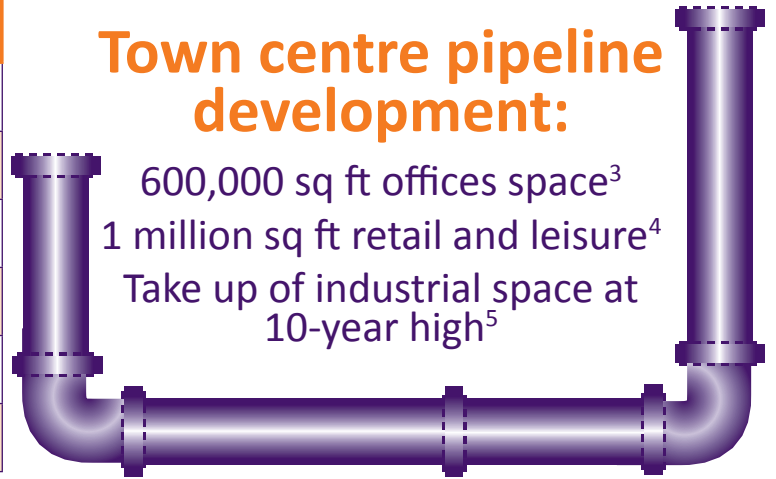 Town centre pipeline
development:
600,000 sq ft offices space³
1 million sq ft retail and leisure⁴
Take up of industrial space at
10-year high⁵